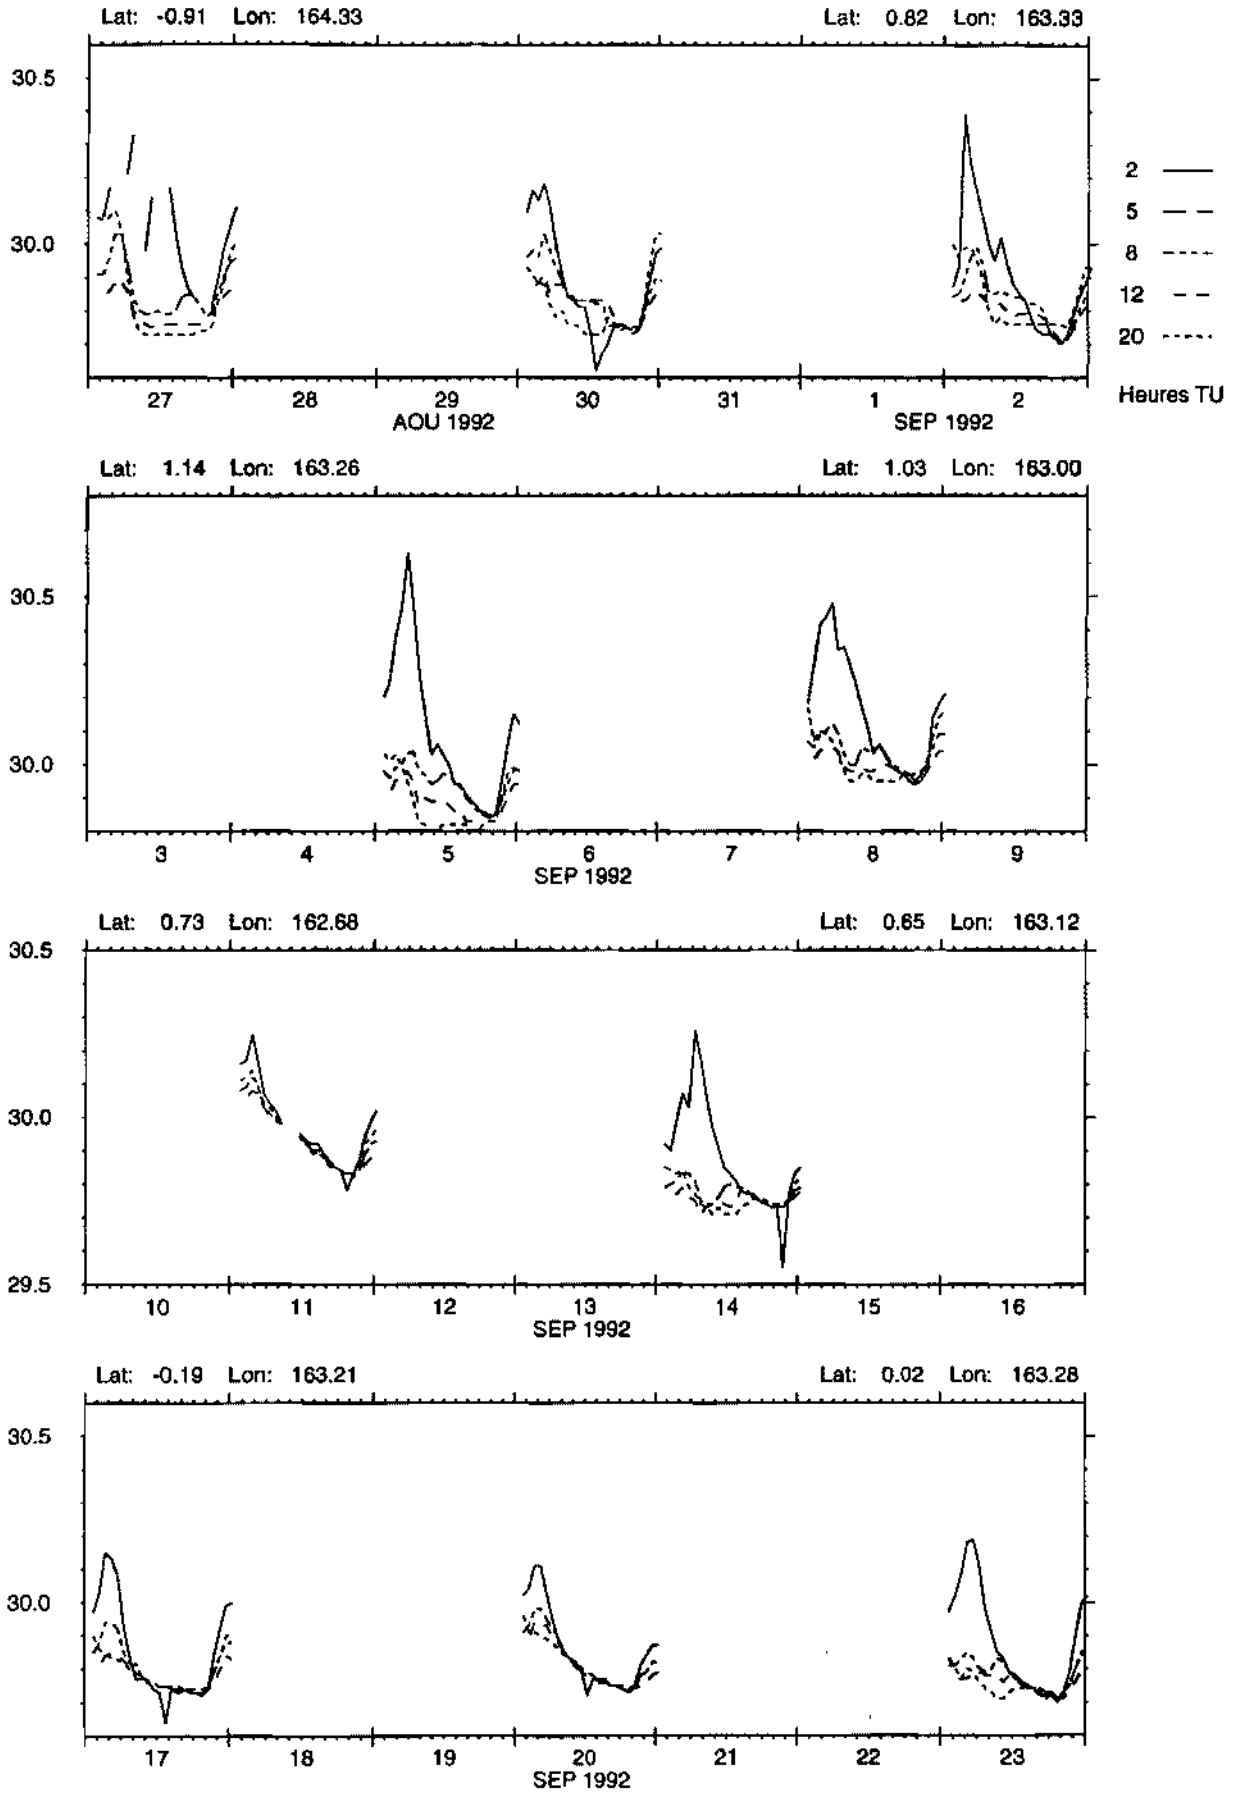 Lat: -0.91 Lon: 164.33 Lat: 0.82 Lon: 163.33
30.5
30.0
2
5
8
12
20
Heures TU
27 28 29 30 31 1 2
AOU 1992 SEP 1992
Lat: 1.14 Lon: 163.26 Lat: 1.03 Lon: 163.00
30.5
30.0
3 4 5 6 7 8 9
SEP 1992
Lat: 0.73 Lon: 162.68 Lat: 0.65 Lon: 163.12
30.5
30.0
29.5
10 11 12 13 14 15 16
SEP 1992
Lat: -0.19 Lon: 163.21 Lat: 0.02 Lon: 163.28
30.5
30.0
17 18 19 20 21 22 23
SEP 1992